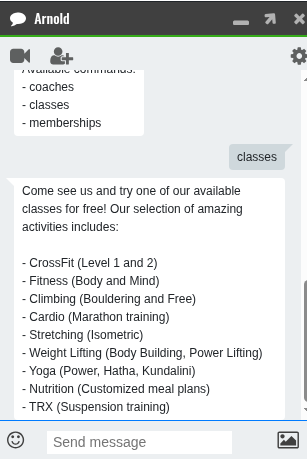 Arnold
Available commands:
- coaches
- classes
- memberships
classes
Come see us and try one of our available
classes for free! Our selection of amazing
activities includes:
- CrossFit (Level 1 and 2)
- Fitness (Body and Mind)
- Climbing (Bouldering and Free)
- Cardio (Marathon training)
- Stretching (Isometric)
- Weight Lifting (Body Building, Power Lifting)
- Yoga (Power, Hatha, Kundalini)
- Nutrition (Customized meal plans)
- TRX (Suspension training)
Send message